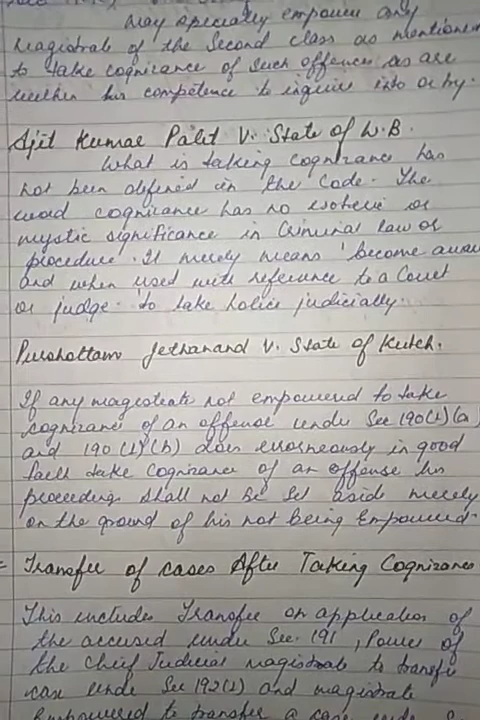 may specially empower any
Magistrate of the Second class as mentioned
to take cognizance of such offences as are
within his competence to inquire into or try.
Ajit Kumar Palit V. State of W.B.
What is taking cognizance has
not been defined in the Code. The
word cognizance has no esoteric or
mystic significance in Criminal law or
procedure. It merely means 'become aware
and when used with reference to a Court
or judge to take notice judicially.
Purshottam Jethanand V. State of Kutch.
If any magistrate not empowered to take
cognizance of an offence under Sec 190(1)(a)
and 190(1)(b) does erroneously in good
faith take Cognizance of an offense his
proceedings shall not be set aside merely
on the ground of his not being Empowered.
= Transfer of cases After Taking Cognizance
This includes Transfer on application of
the accused under Sec. 191, Power of
the Chief Judicial magistrate to transfer
case under Sec 192(1) and magistrate
Empowered to transfer a case under